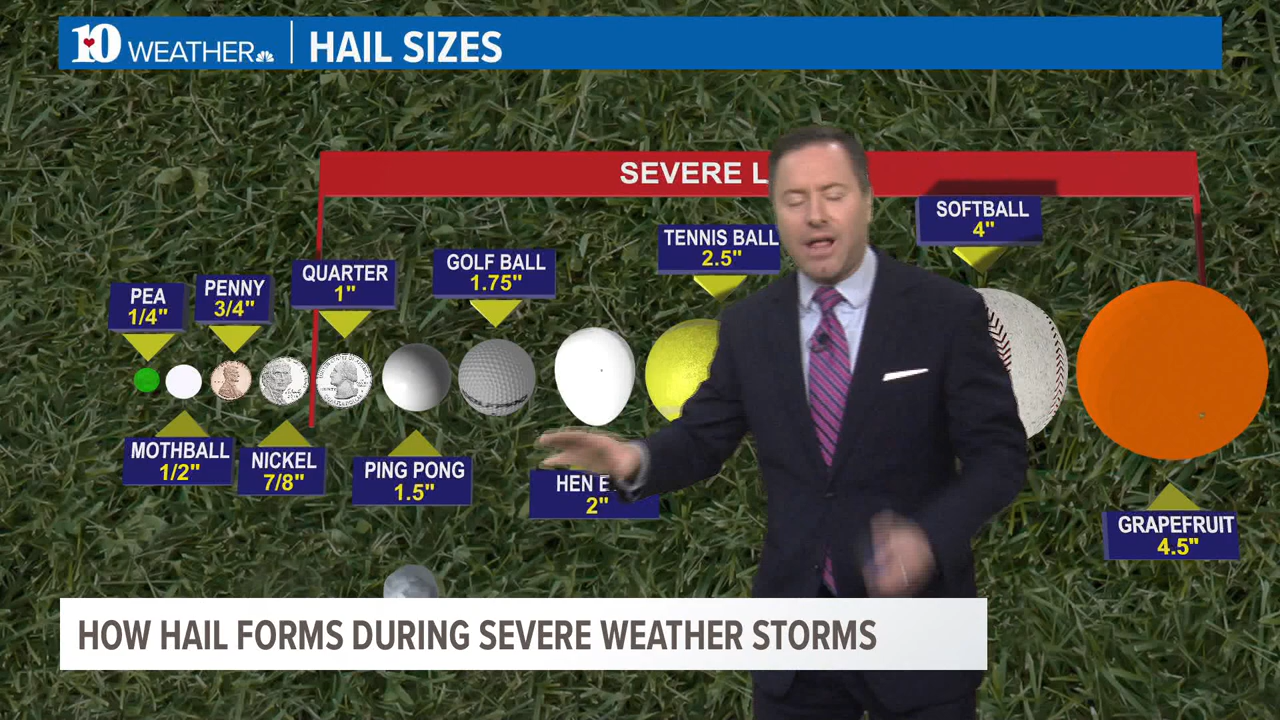 10 WEATHER HAIL SIZES
SEVERE
SOFTBALL
4"
TENNIS BALL
2.5"
GOLF BALL
1.75"
QUARTER
1"
PENNY
3/4"
PEA
1/4"
MOTHBALL
1/2"
NICKEL
7/8"
PING PONG
1.5"
HEN
2"
GRAPEFRUIT
4.5"
HOW HAIL FORMS DURING SEVERE WEATHER STORMS